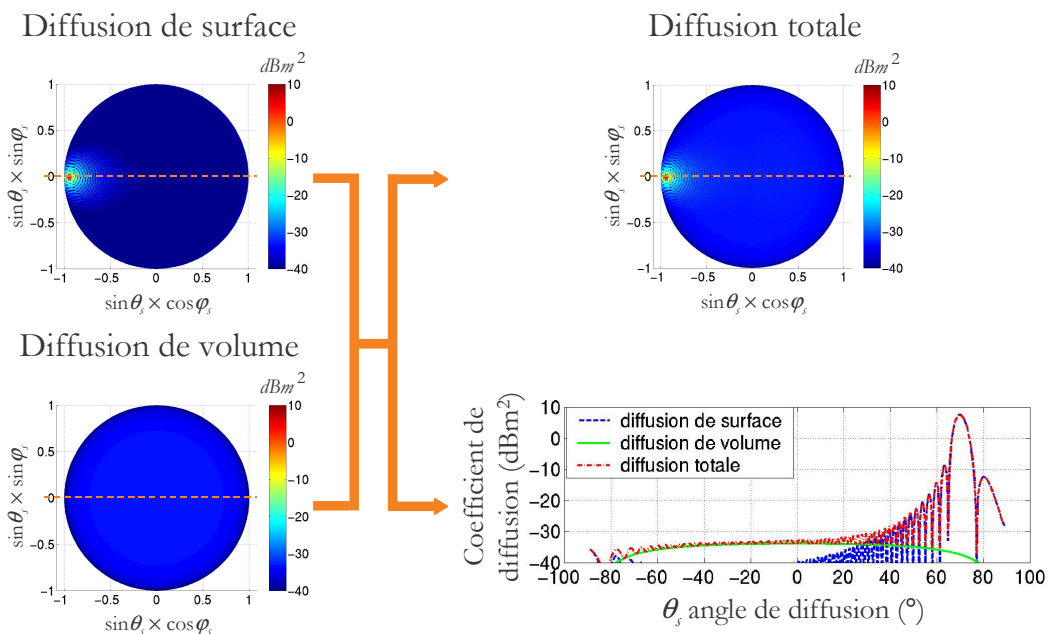 Diffusion de surface
dBm²
1
0.5
0
−0.5
−1
−1 −0.5 0 0.5 1
sinθₛ × sinφₛ
sinθₛ × cosφₛ
10
0
−10
−20
−30
−40
Diffusion totale
dBm²
1
0.5
0
−0.5
−1
−1 −0.5 0 0.5 1
sinθₛ × sinφₛ
sinθₛ × cosφₛ
10
0
−10
−20
−30
−40
Diffusion de volume
dBm²
1
0.5
0
−0.5
−1
−1 −0.5 0 0.5 1
sinθₛ × sinφₛ
sinθₛ × cosφₛ
10
0
−10
−20
−30
−40
Coefficient de
diffusion (dBm²)
10
0
−10
−20
−30
−40
diffusion de surface
diffusion de volume
diffusion totale
−100 −80 −60 −40 −20 0 20 40 60 80 100
θₛ angle de diffusion (°)